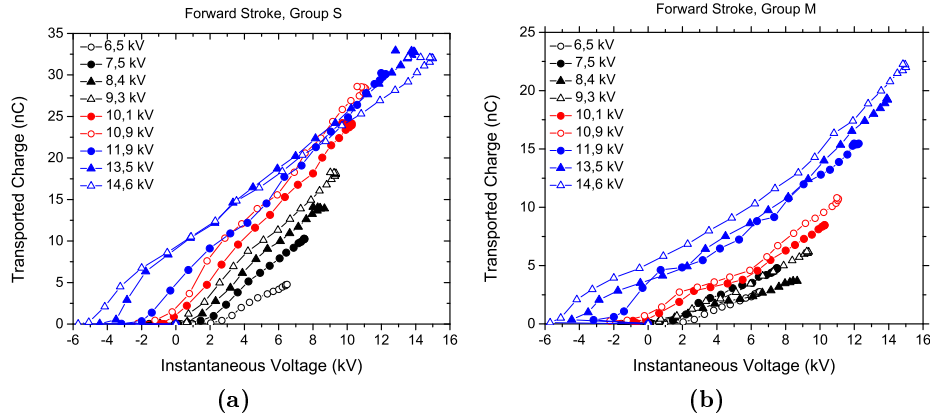 Forward Stroke, Group S
35
30
25
20
15
10
5
0
Transported Charge (nC)
6,5 kV
7,5 kV
8,4 kV
9,3 kV
10,1 kV
10,9 kV
11,9 kV
13,5 kV
14,6 kV
-6 -4 -2 0 2 4 6 8 10 12 14 16
Instantaneous Voltage (kV)
(a)
Forward Stroke, Group M
25
20
15
10
5
0
Transported Charge (nC)
6,5 kV
7,5 kV
8,4 kV
9,3 kV
10,1 kV
10,9 kV
11,9 kV
13,5 kV
14,6 kV
-6 -4 -2 0 2 4 6 8 10 12 14 16
Instantaneous Voltage (kV)
(b)